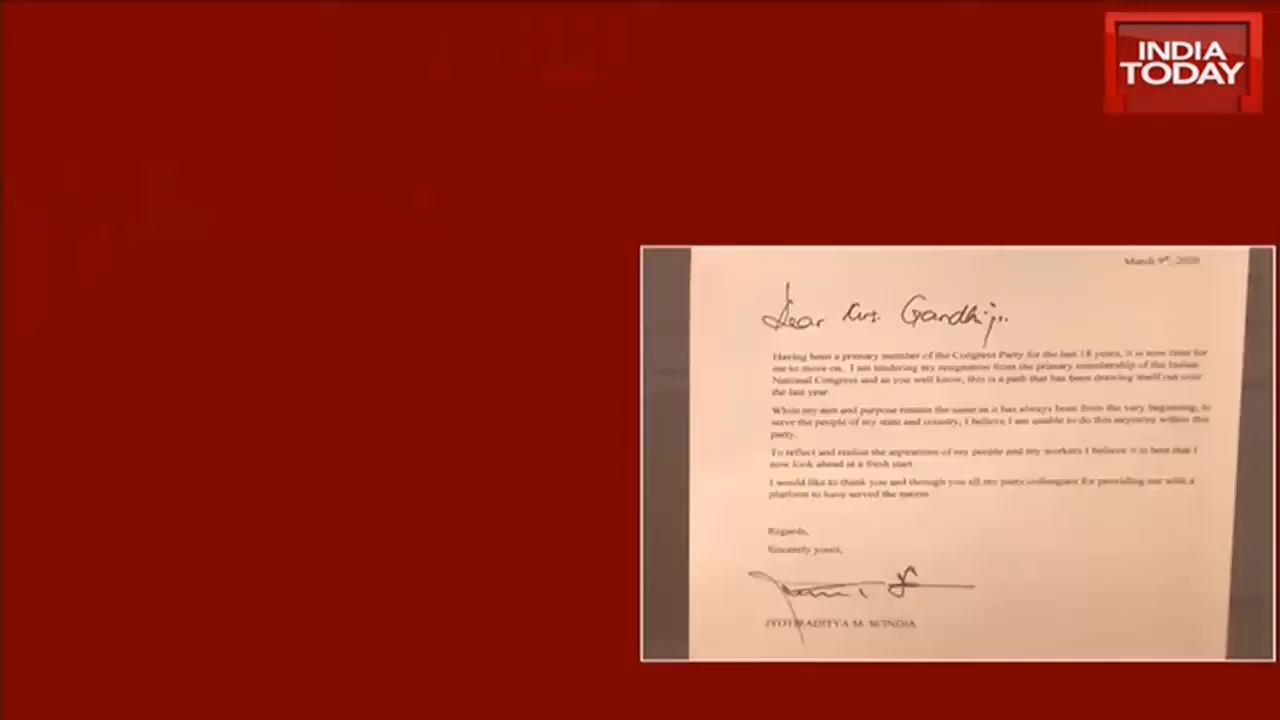 INDIA
TODAY
March 9th, 2020
Dear Mrs. Gandhiji.
Having been a primary member of the Congress Party for the last 18 years, it is now time for
me to move on. I am tendering my resignation from the primary membership of the Indian
National Congress and as you well know, this is a path that has been drawing itself out over
the last year.
Whilst my aim and purpose remain the same as it has always been from the very beginning, to
serve the people of my state and country, I believe I am unable to do this anymore within this
party.
To reflect and realise the aspirations of my people and my workers I believe it is best that I
now look ahead at a fresh start.
I would like to thank you and through you all my party colleagues for providing me with a
platform to have served the nation.
Regards,
Sincerely yours,
JYOTIRADITYA M. SCINDIA